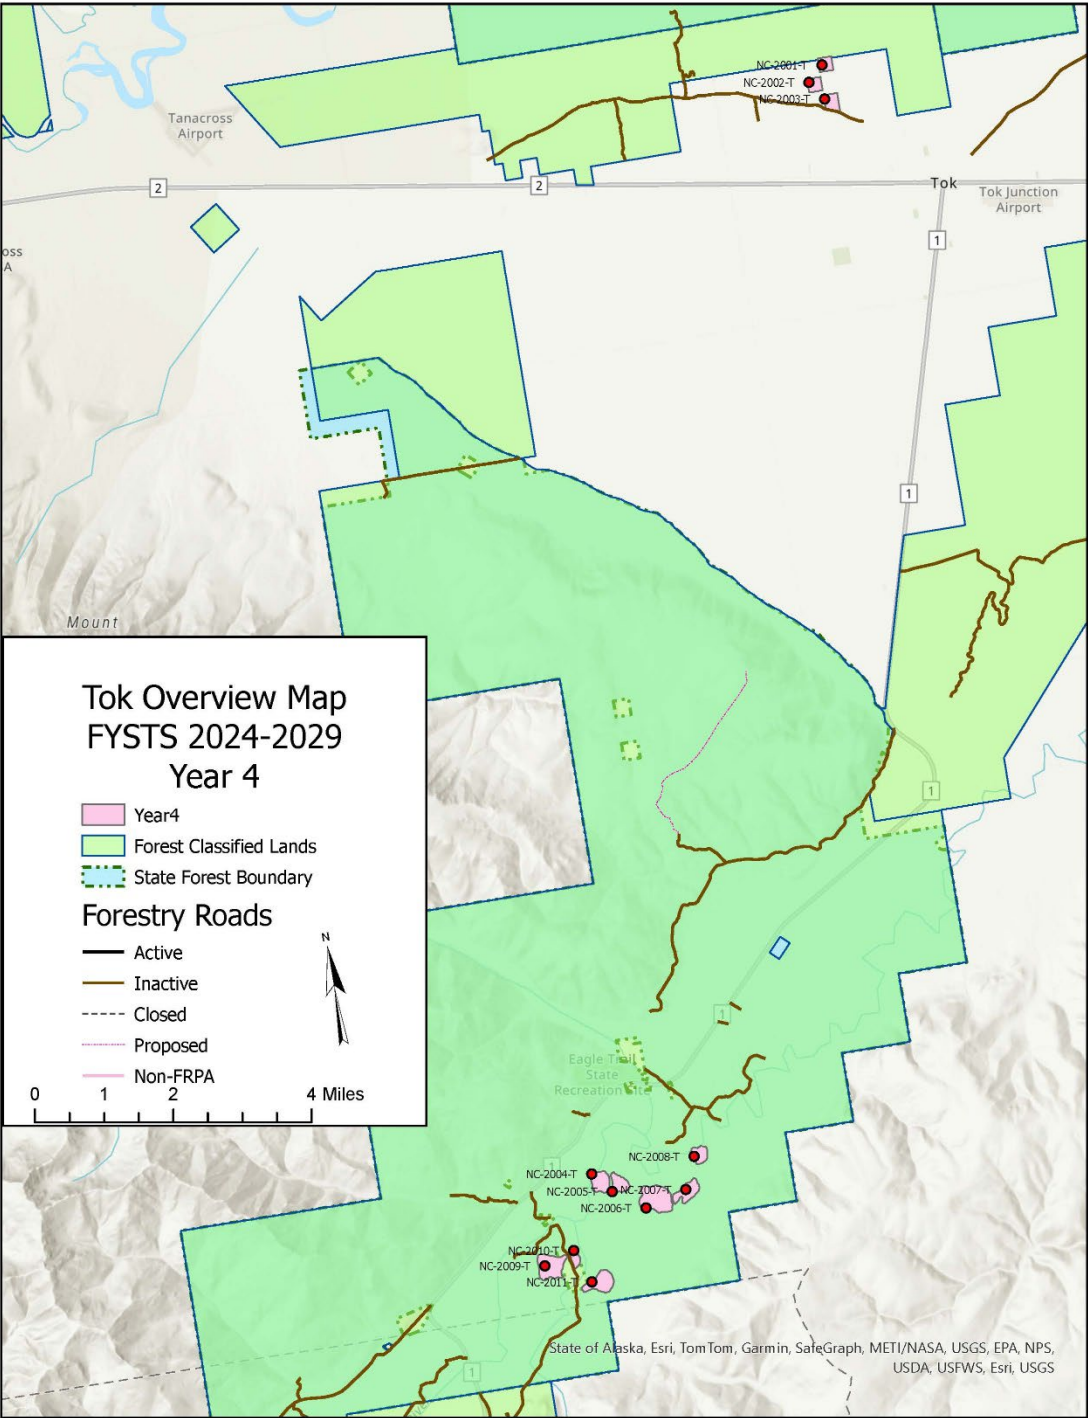 NC-2001-T
NC-2002-T
NC-2003-T
Tanacross
Airport
2
2
Tok
Tok Junction
Airport
1
oss
A
1
Mount
Tok Overview Map
FYSTS 2024-2029
Year 4
Year4
Forest Classified Lands
State Forest Boundary
Forestry Roads
N
Active
Inactive
Closed
Proposed
Non-FRPA
0 1 2 4 Miles
1
1
Eagle Trail
State
Recreation Site
NC-2008-T
1
NC-2004-T
NC-2005-T
NC-2007-T
NC-2006-T
NC-2010-T
NC-2009-T
NC-2011-T
1
State of Alaska, Esri, TomTom, Garmin, SafeGraph, METI/NASA, USGS, EPA, NPS,
USDA, USFWS, Esri, USGS